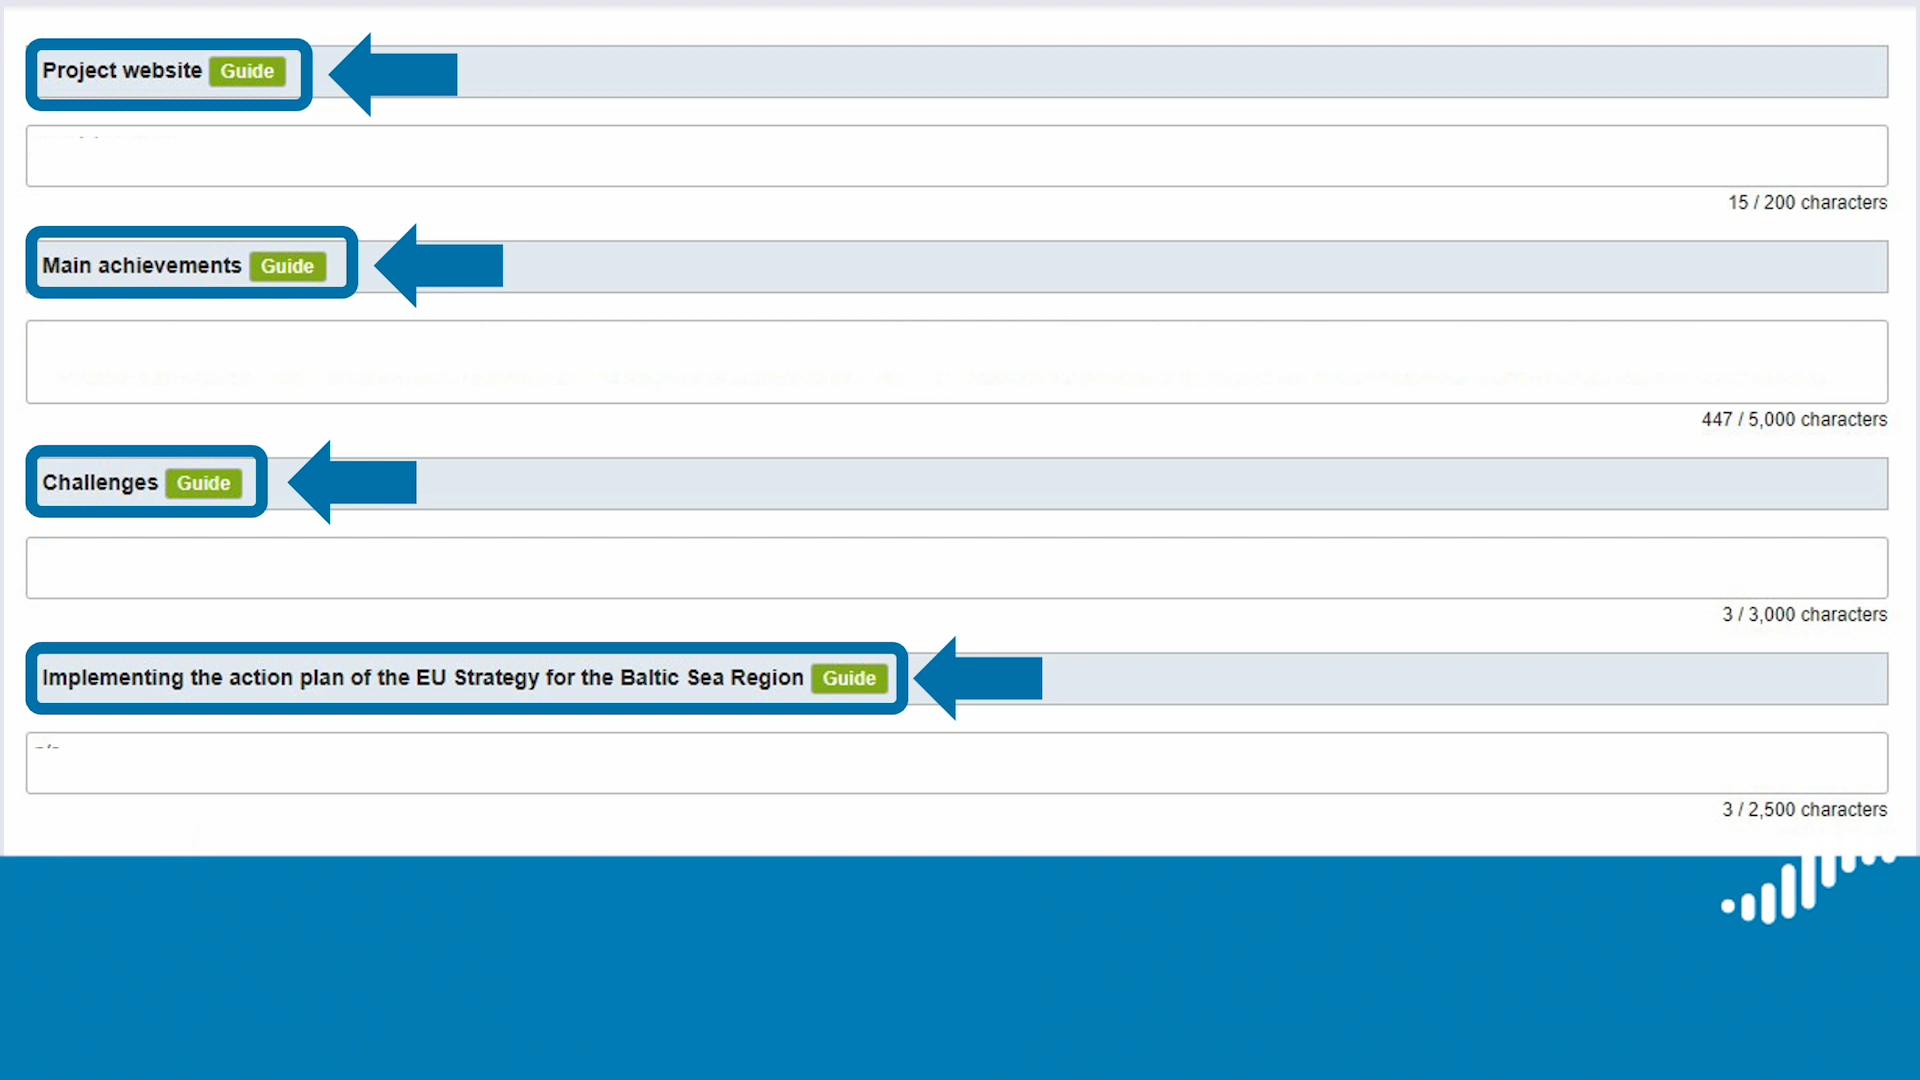 Project website Guide
15 / 200 characters
Main achievements Guide
447 / 5,000 characters
Challenges Guide
3 / 3,000 characters
Implementing the action plan of the EU Strategy for the Baltic Sea Region Guide
3 / 2,500 characters